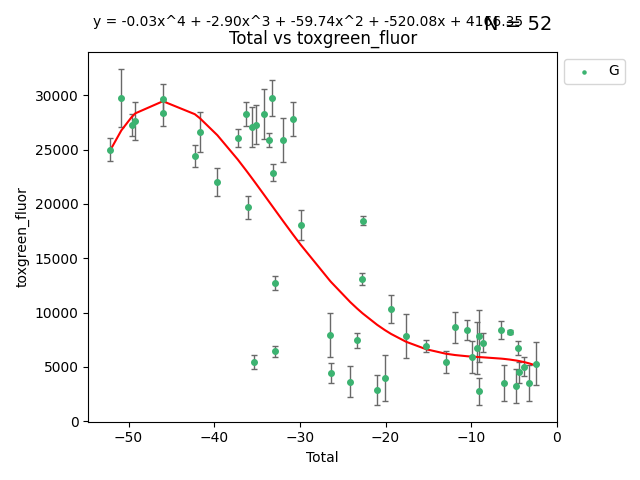 y = -0.03x^4 + -2.90x^3 + -59.74x^2 + -520.08x + 4166.35
N = 52
Total vs toxgreen_fluor
G
30000
25000
20000
15000
10000
5000
0
toxgreen_fluor
−50
−40
−30
−20
−10
0
Total